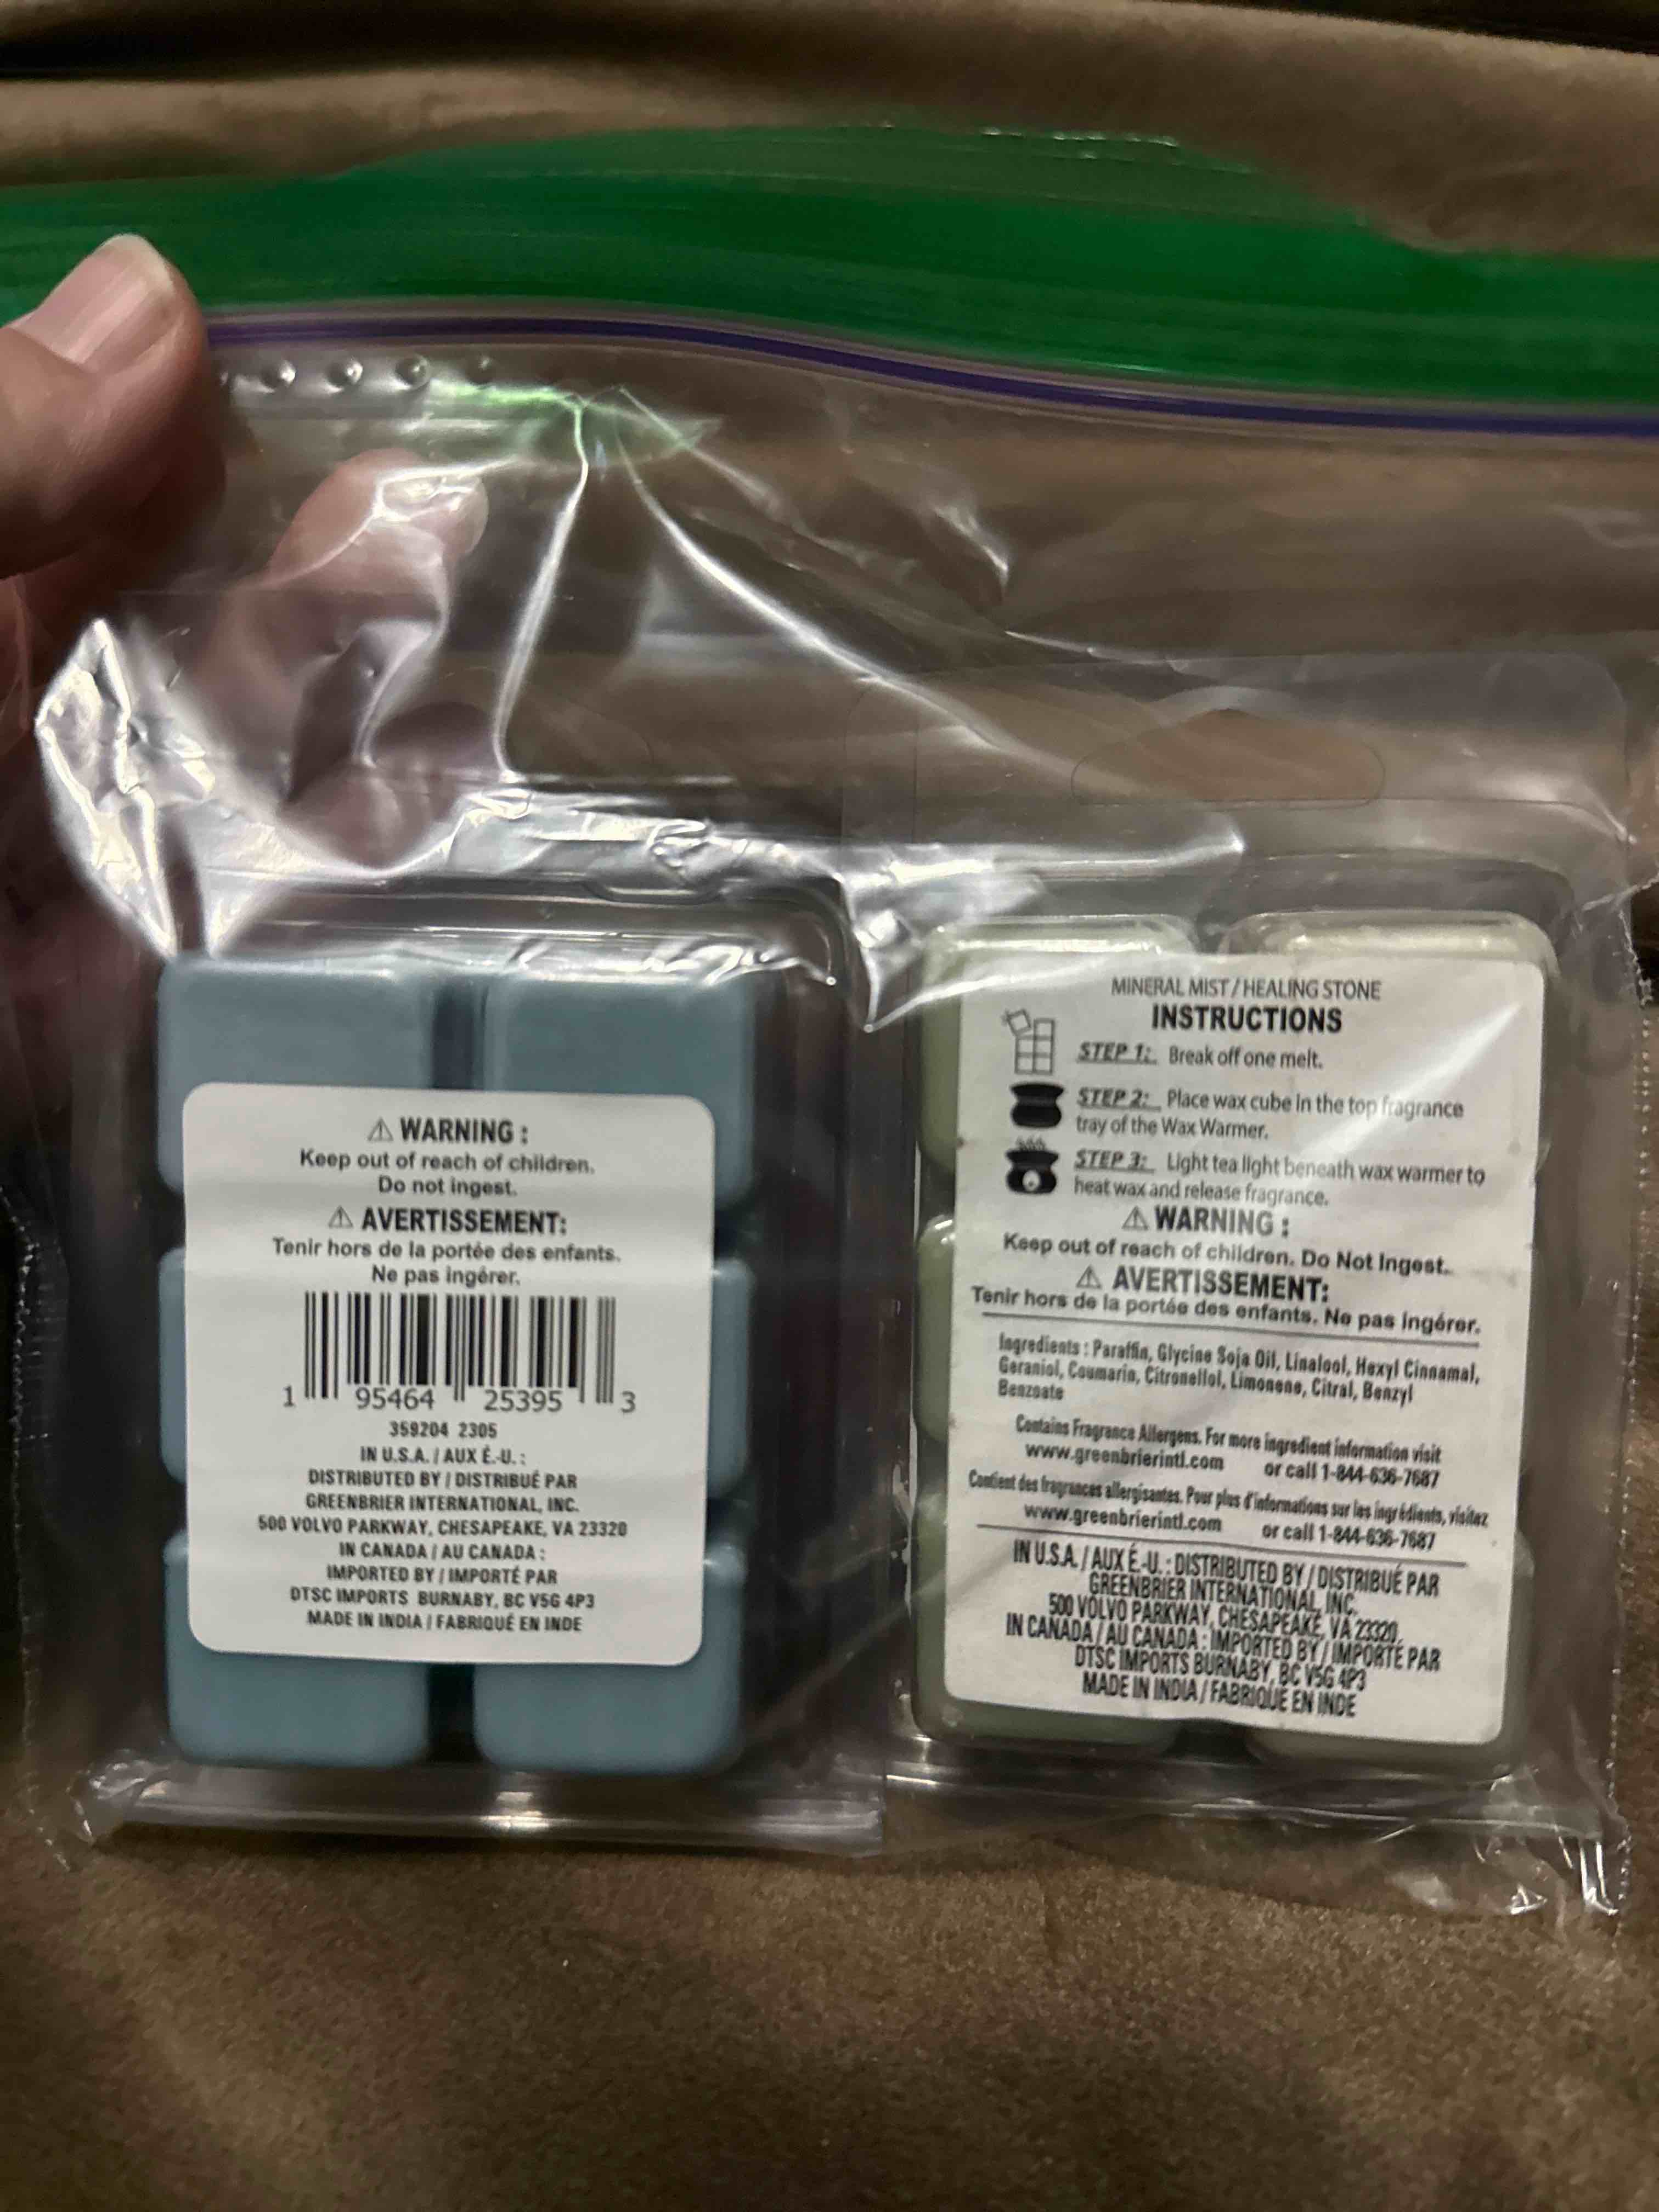 ⚠ WARNING :
Keep out of reach of children.
Do not ingest.
⚠ AVERTISSEMENT:
Tenir hors de la portée des enfants.
Ne pas ingérer.
1 95464 25395 3
359204 2305
IN U.S.A. / AUX É.-U. :
DISTRIBUTED BY / DISTRIBUÉ PAR
GREENBRIER INTERNATIONAL, INC.
500 VOLVO PARKWAY, CHESAPEAKE, VA 23320
IN CANADA / AU CANADA :
IMPORTED BY / IMPORTÉ PAR
DTSC IMPORTS BURNABY, BC V5G 4P3
MADE IN INDIA / FABRIQUÉ EN INDE
MINERAL MIST / HEALING STONE
INSTRUCTIONS
STEP 1: Break off one melt.
STEP 2: Place wax cube in the top fragrance
tray of the Wax Warmer.
STEP 3: Light tea light beneath wax warmer to
heat wax and release fragrance.
⚠ WARNING :
Keep out of reach of children. Do Not Ingest.
⚠ AVERTISSEMENT:
Tenir hors de la portée des enfants. Ne pas ingérer.
Ingredients : Paraffin, Glycine Soja Oil, Linalool, Hexyl Cinnamal,
Geraniol, Coumarin, Citronellol, Limonene, Citral, Benzyl
Benzoate
Contains Fragrance Allergens. For more ingredient information visit
www.greenbrierintl.com or call 1-844-636-7687
Contient des fragrances allergisantes. Pour plus d'informations sur les ingrédients, visitez
www.greenbrierintl.com or call 1-844-636-7687
IN U.S.A. / AUX É.-U. : DISTRIBUTED BY / DISTRIBUÉ PAR
GREENBRIER INTERNATIONAL, INC.
500 VOLVO PARKWAY, CHESAPEAKE, VA 23320.
IN CANADA / AU CANADA : IMPORTED BY / IMPORTÉ PAR
DTSC IMPORTS BURNABY, BC V5G 4P3
MADE IN INDIA / FABRIQUÉ EN INDE